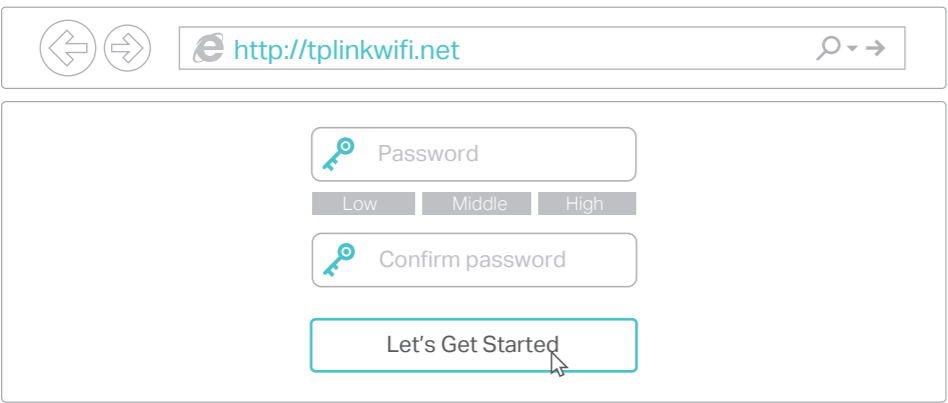 http://tplinkwifi.net
Password
Low Middle High
Confirm password
Let's Get Started